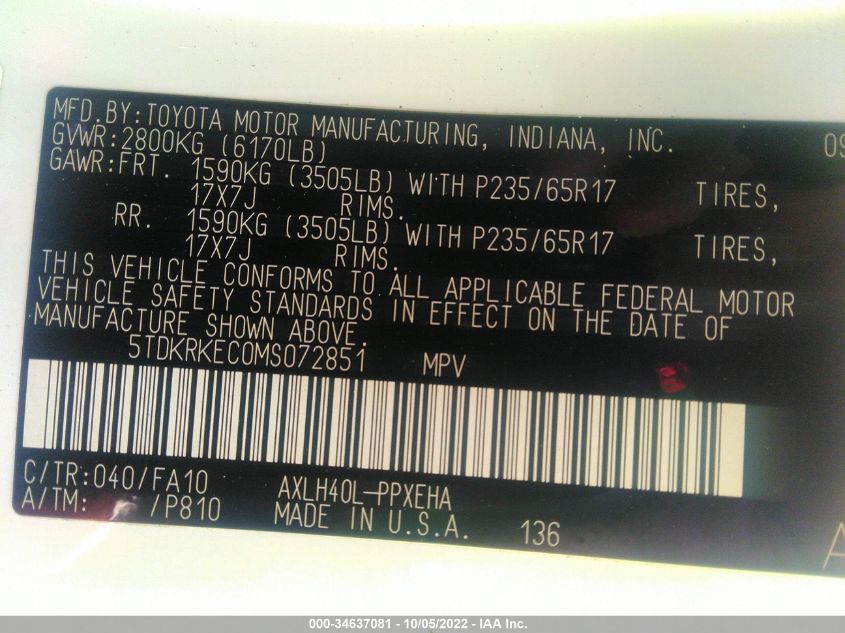 MFD.BY:TOYOTA MOTOR MANUFACTURING, INDIANA, INC. 09
GVWR:2800KG (6170LB)
GAWR:FRT. 1590KG (3505LB) WITH P235/65R17 TIRES,
17X7J RIMS.
RR. 1590KG (3505LB) WITH P235/65R17 TIRES,
17X7J RIMS.
THIS VEHICLE CONFORMS TO ALL APPLICABLE FEDERAL MOTOR
VEHICLE SAFETY STANDARDS IN EFFECT ON THE DATE OF
MANUFACTURE SHOWN ABOVE.
5TDKRKEC0MS072851 MPV
C/TR:040/FA10 AXLH40L-PPXEHA
A/TM: /P810 MADE IN U.S.A. 136
A
000-34637081 - 10/05/2022 - IAA Inc.